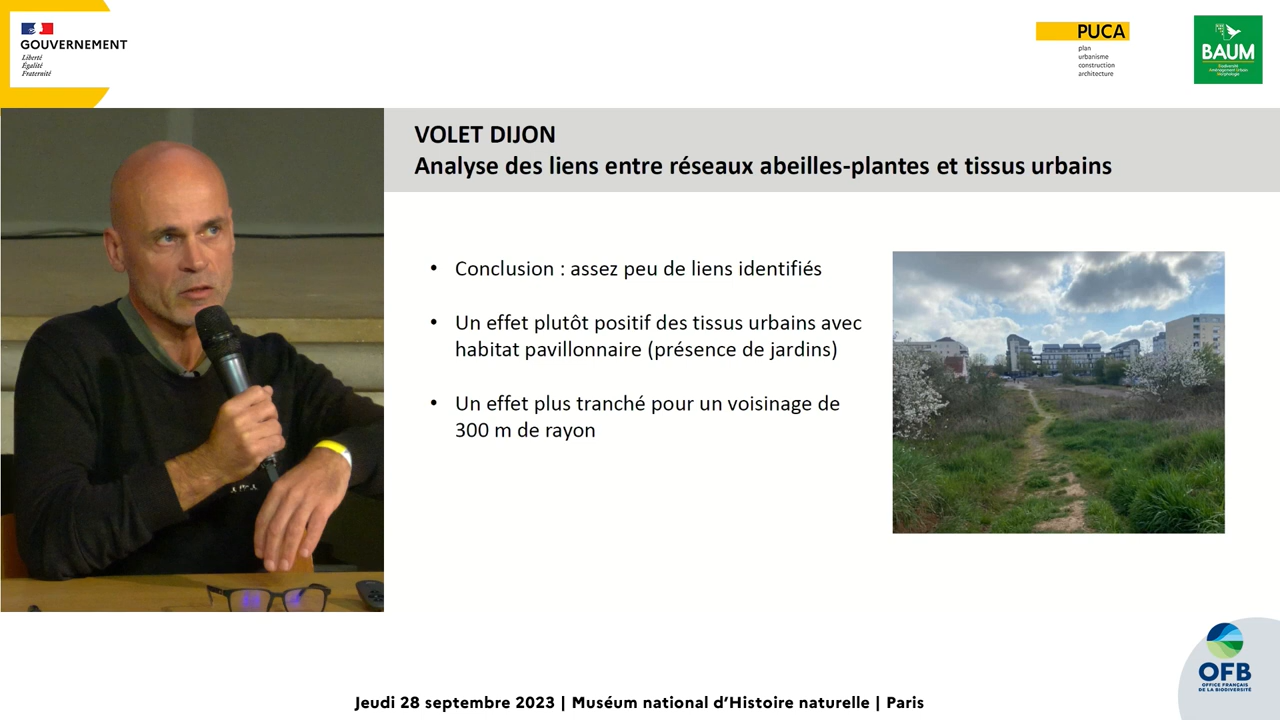 GOUVERNEMENT
Liberté
Égalité
Fraternité
PUCA
plan
urbanisme
construction
architecture
BAUM
Biodiversité
Aménagement Urbain
Morphologie
VOLET DIJON
Analyse des liens entre réseaux abeilles-plantes et tissus urbains
• Conclusion : assez peu de liens identifiés
• Un effet plutôt positif des tissus urbains avec
habitat pavillonnaire (présence de jardins)
• Un effet plus tranché pour un voisinage de
300 m de rayon
OFB
OFFICE FRANÇAIS
DE LA BIODIVERSITÉ
Jeudi 28 septembre 2023 | Muséum national d’Histoire naturelle | Paris